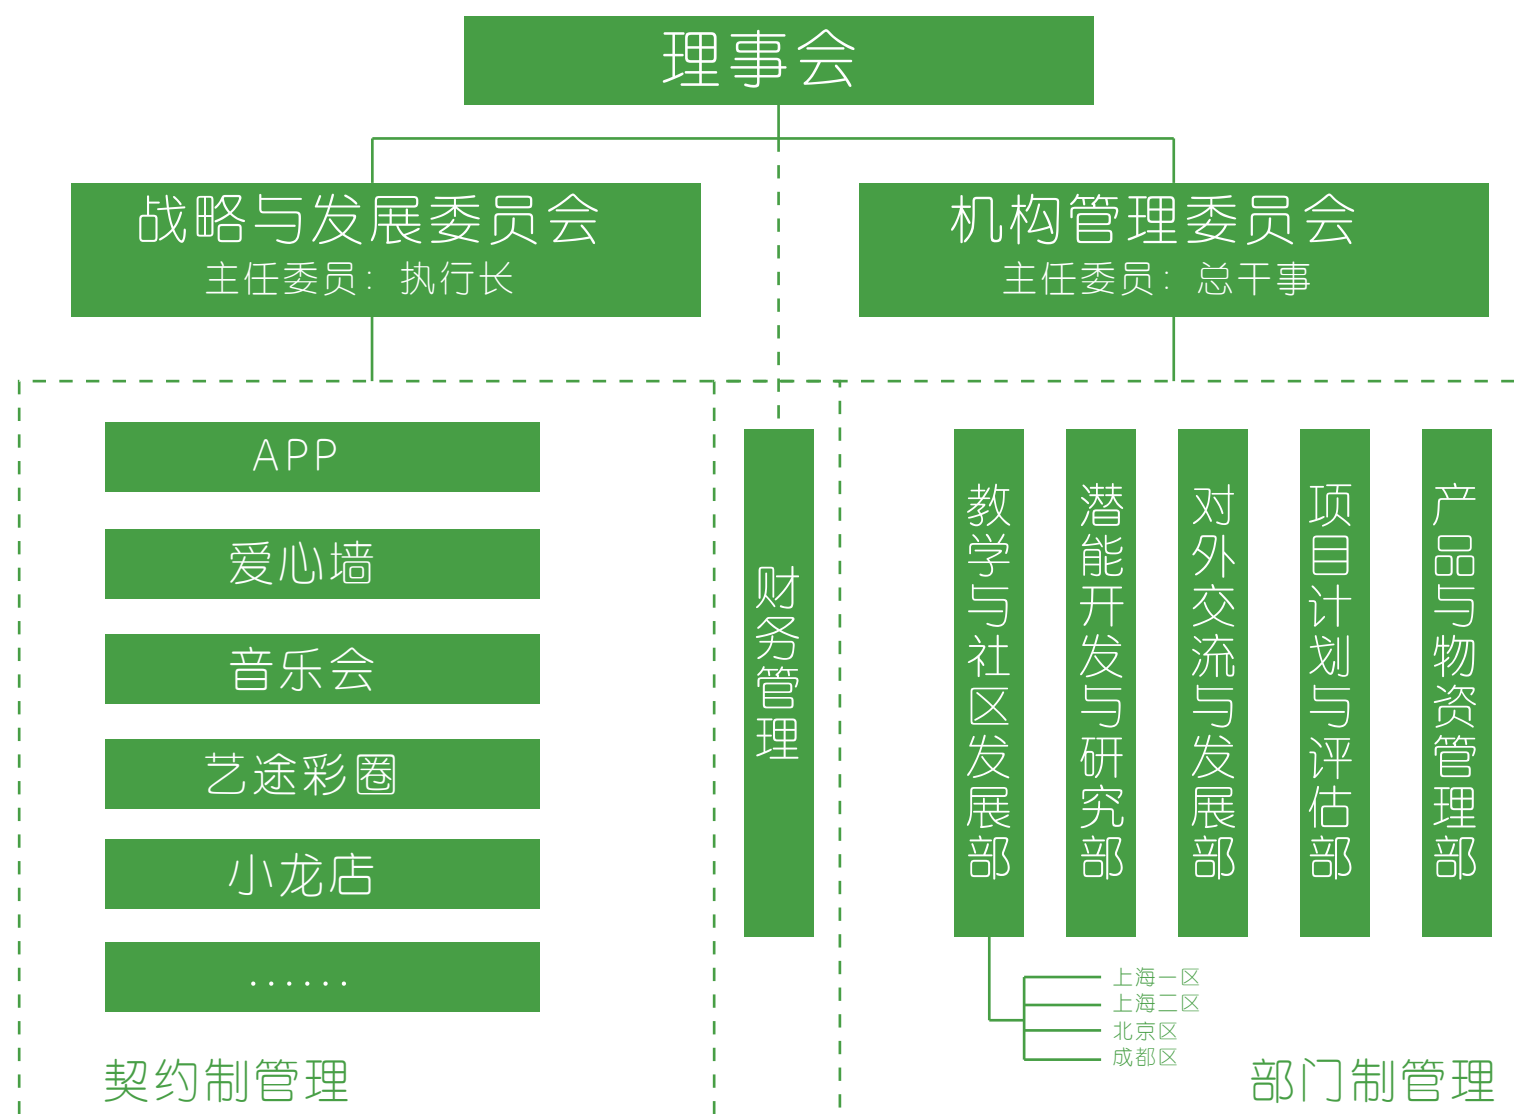 理事会
战略与发展委员会
主任委员：执行长
机构管理委员会
主任委员：总干事
APP
爱心墙
音乐会
艺途彩圈
小龙店
······
契约制管理
财务管理
教学与社区发展部
潜能开发与研究部
对外交流与发展部
项目计划与评估部
产品与物资管理部
上海一区
上海二区
北京区
成都区
部门制管理